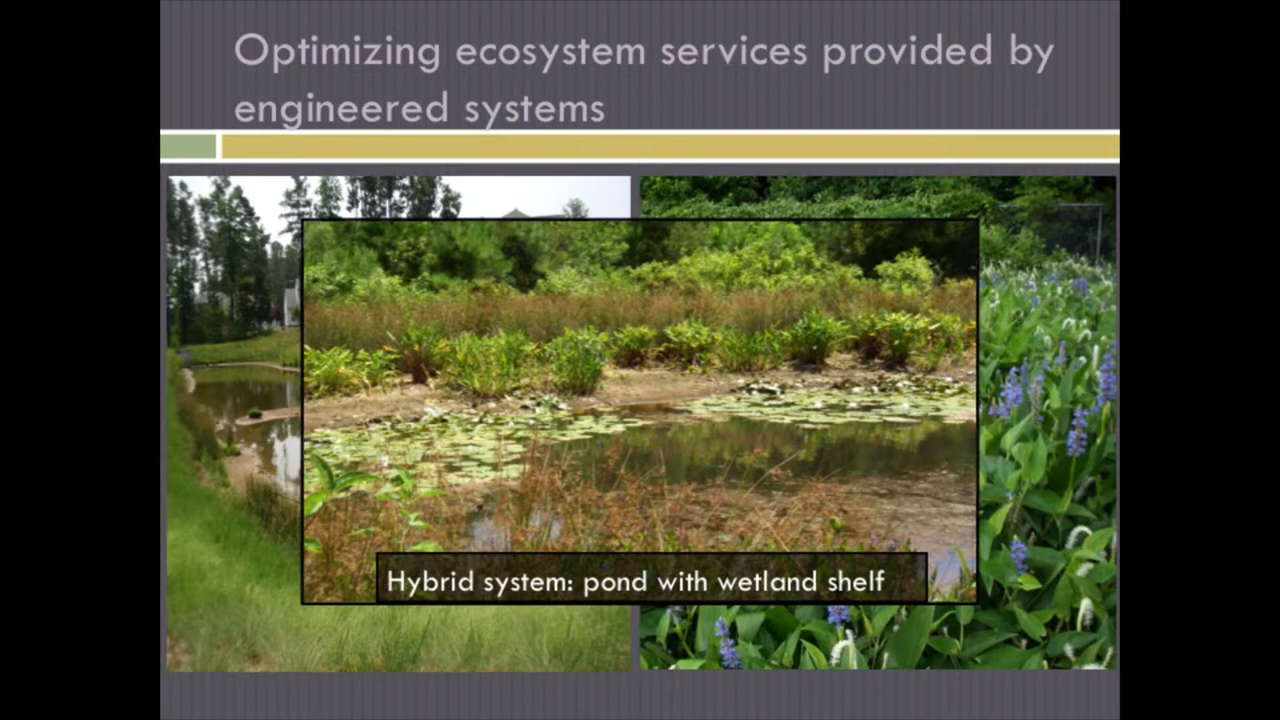 Optimizing ecosystem services provided by
engineered systems
Hybrid system: pond with wetland shelf